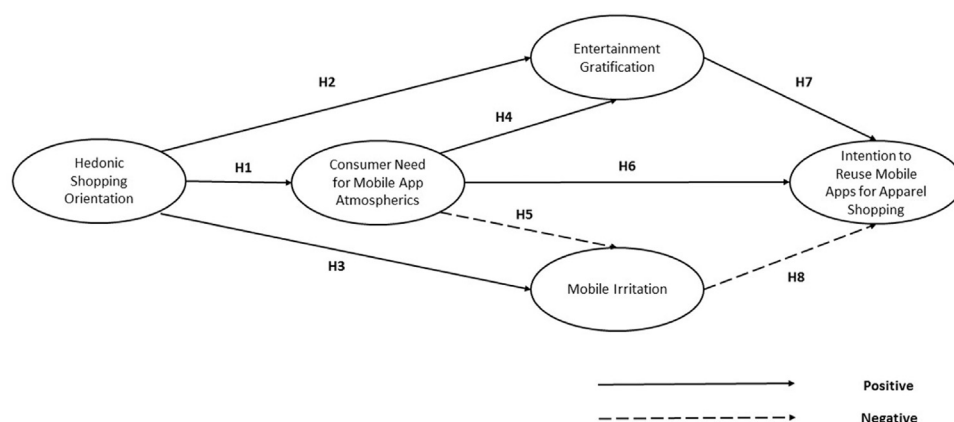 Entertainment
Gratification
H2
H7
H4
Hedonic
Shopping
Orientation
H1
Consumer Need
for Mobile App
Atmospherics
H6
Intention to
Reuse Mobile
Apps for Apparel
Shopping
H5
H3
Mobile Irritation
H8
Positive
Negative